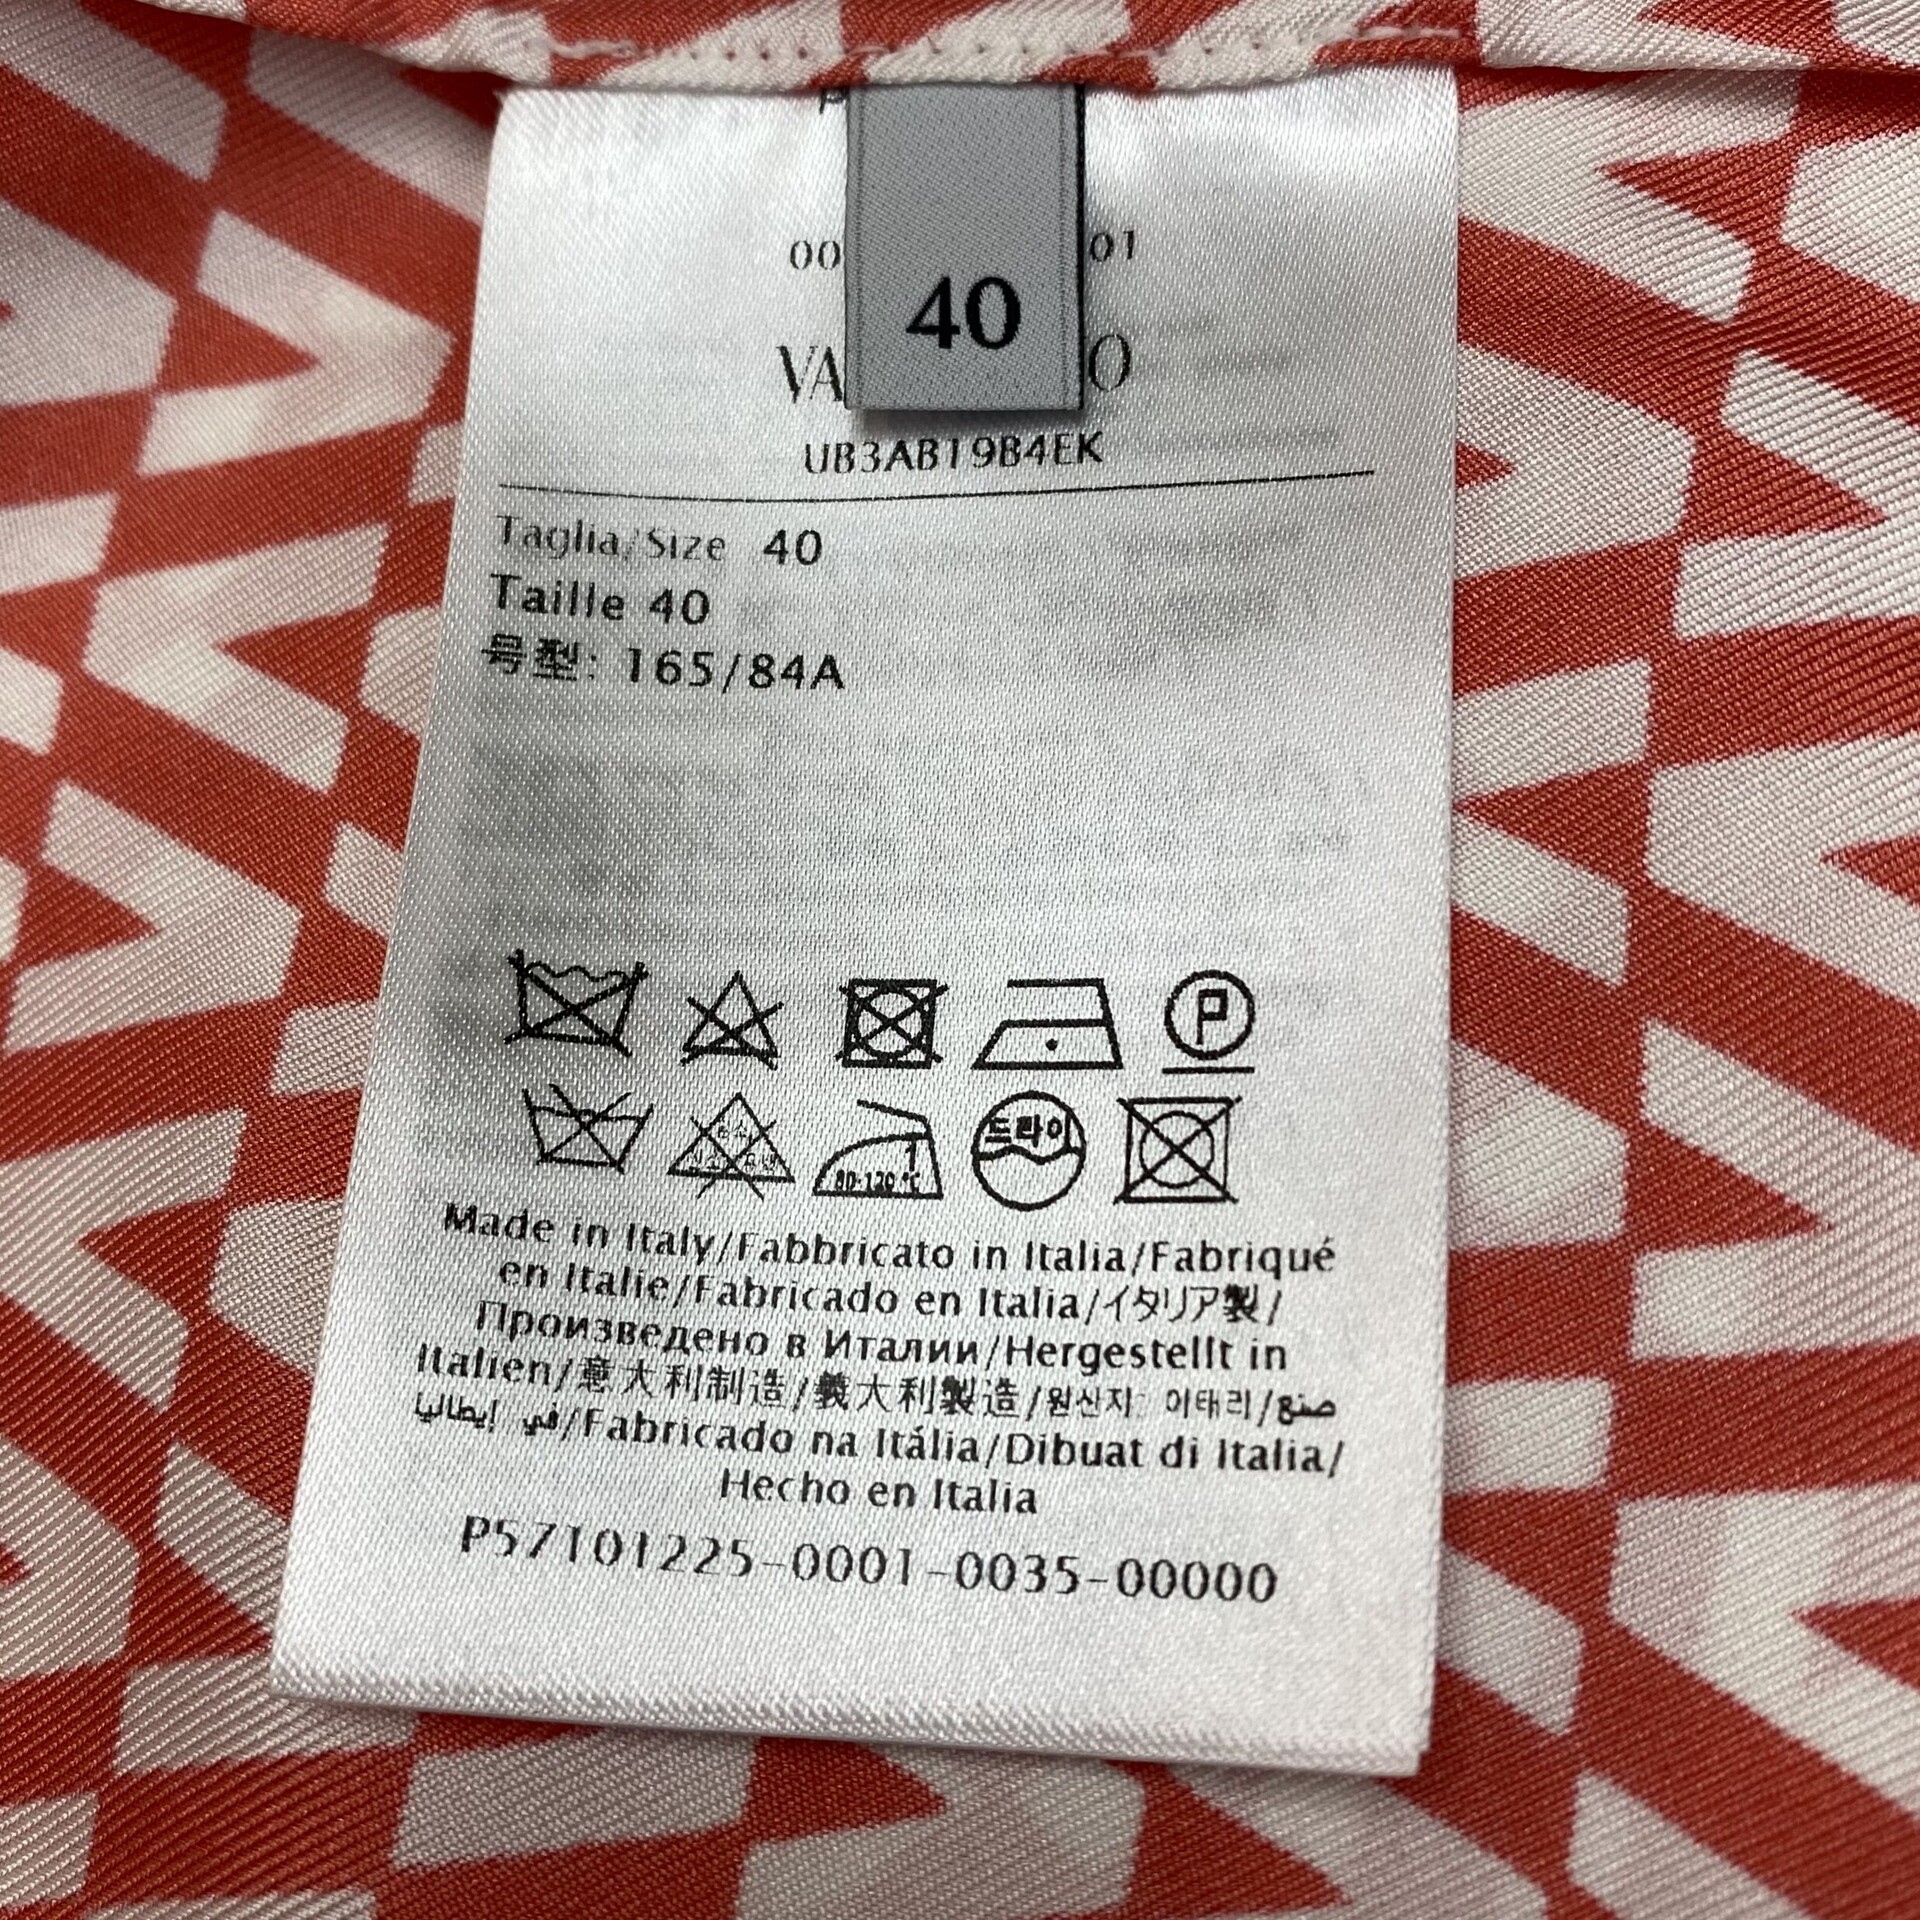 40
00 01
VA O
UB3AB19B4EK
Taglia/Size 40
Taille 40
号型: 165/84A
P
드라이
80-120℃
Made in Italy/Fabbricato in Italia/Fabriqué
en Italie/Fabricado en Italia/イタリア製/
Произведено в Италии/Hergestellt in
Italien/意大利制造/義大利製造/원산지: 이태리/صنع
في إيطاليا/Fabricado na Itália/Dibuat di Italia/
Hecho en Italia
P57101225-0001-0035-00000